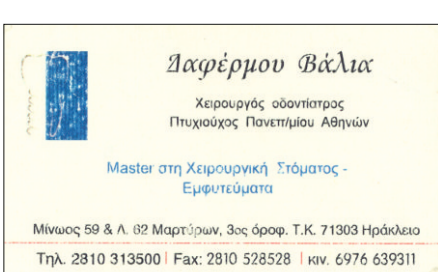 Δαφέρμου Βάλια
Χειρουργός οδοντίατρος
Πτυχιούχος Πανεπ/μίου Αθηνών
Master στη Χειρουργική Στόματος -
Εμφυτεύματα
Μίνωος 59 & Λ. 62 Μαρτύρων, 3ος όροφ. Τ.Κ. 71303 Ηράκλειο
Τηλ. 2810 313500 | Fax: 2810 528528 | κιν. 6976 639311